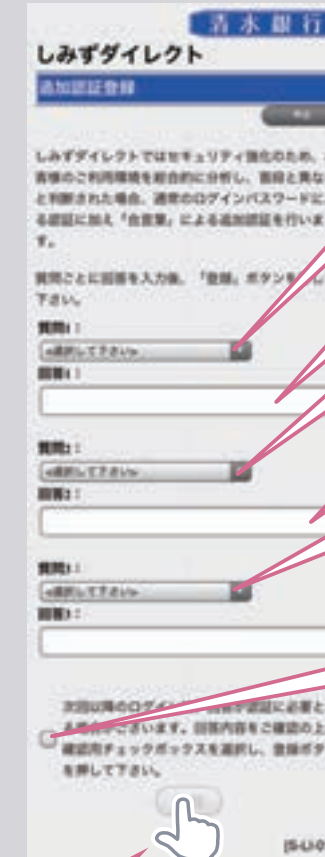 清水銀行
しみずダイレクト
追加認証登録
しみずダイレクトではセキュリティ強化のため、
客様のご利用環境を総合的に分析し、普段と異な
と判断された場合、通常のログインパスワードに
る認証に加え「合言葉」による追加認証を行いま
す。
質問ごとに回答を入力後、「登録」ボタンを
下さい。
質問1：
<選択して下さい>
回答1：
質問2：
<選択して下さい>
回答2：
質問3：
<選択して下さい>
回答3：
次回以降のログイン 認証に必要と
ございます。回答内容をご確認の上
確認用チェックボックスを選択し、登録ボタ
を押して下さい。